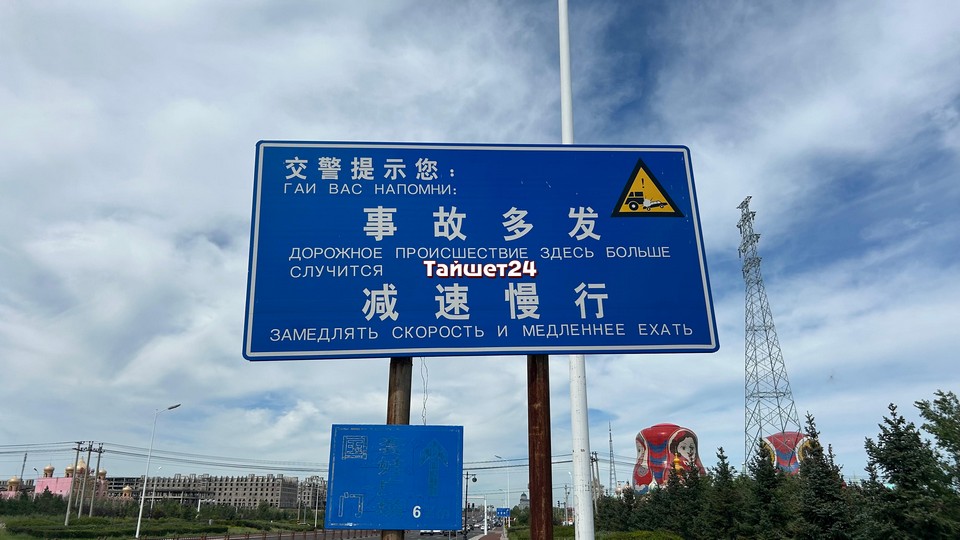 交警提示您：
ГАИ ВАС НАПОМНИ:
事故多发
ДОРОЖНОЕ ПРОИСШЕСТВИЕ ЗДЕСЬ БОЛЬШЕ
СЛУЧИТСЯ
Тайшет24
减速慢行
ЗАМЕДЛЯТЬ СКОРОСТЬ И МЕДЛЕННЕЕ ЕХАТЬ
6